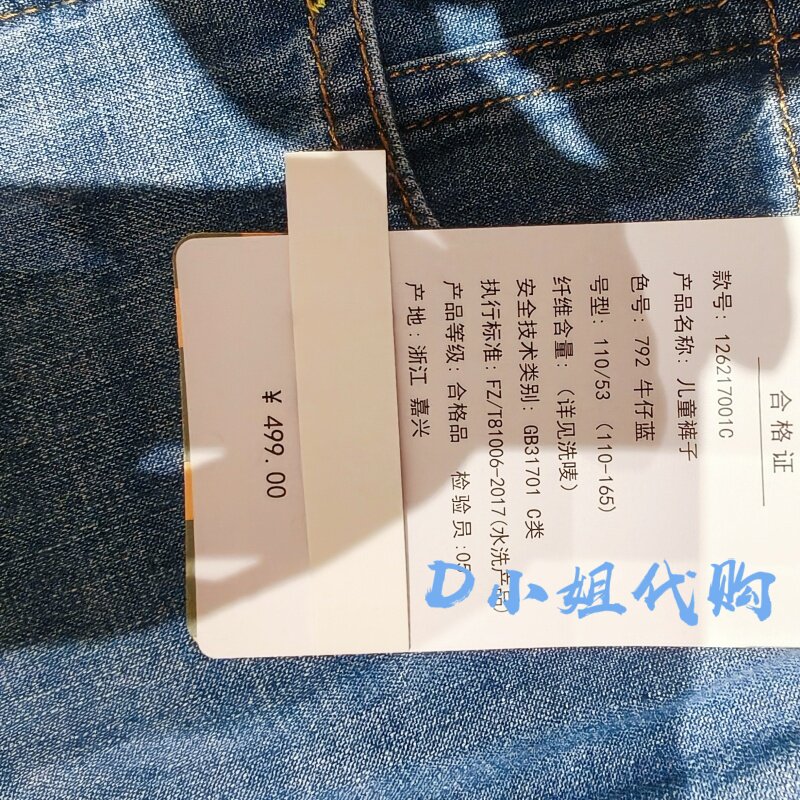 合格证
款号: 126217001C
产品名称: 儿童裤子
色号: 792 牛仔蓝
号型: 110/53 (110-165)
纤维含量: (详见洗唛)
安全技术类别: GB31701 C类
执行标准: FZ/T81006-2017(水洗产品)
产品等级: 合格品 检验员:05
产地: 浙江 嘉兴
¥ 499.00
D小姐代购